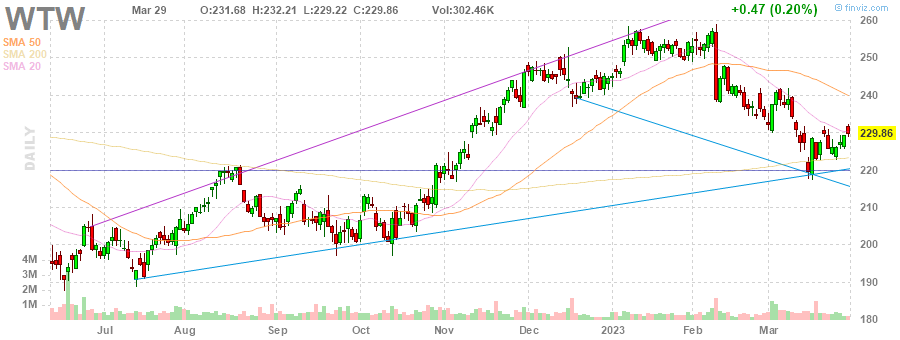 WTW Mar 29 O:231.68 H:232.21 L:229.22 C:229.86 Vol:302.46K +0.47 (0.20%) © finviz.com
SMA 50
SMA 200
SMA 20
DAILY
260
250
240
229.86
220
210
200
190
180
4M
3M
2M
1M
Jul Aug Sep Oct Nov Dec 2023 Feb Mar